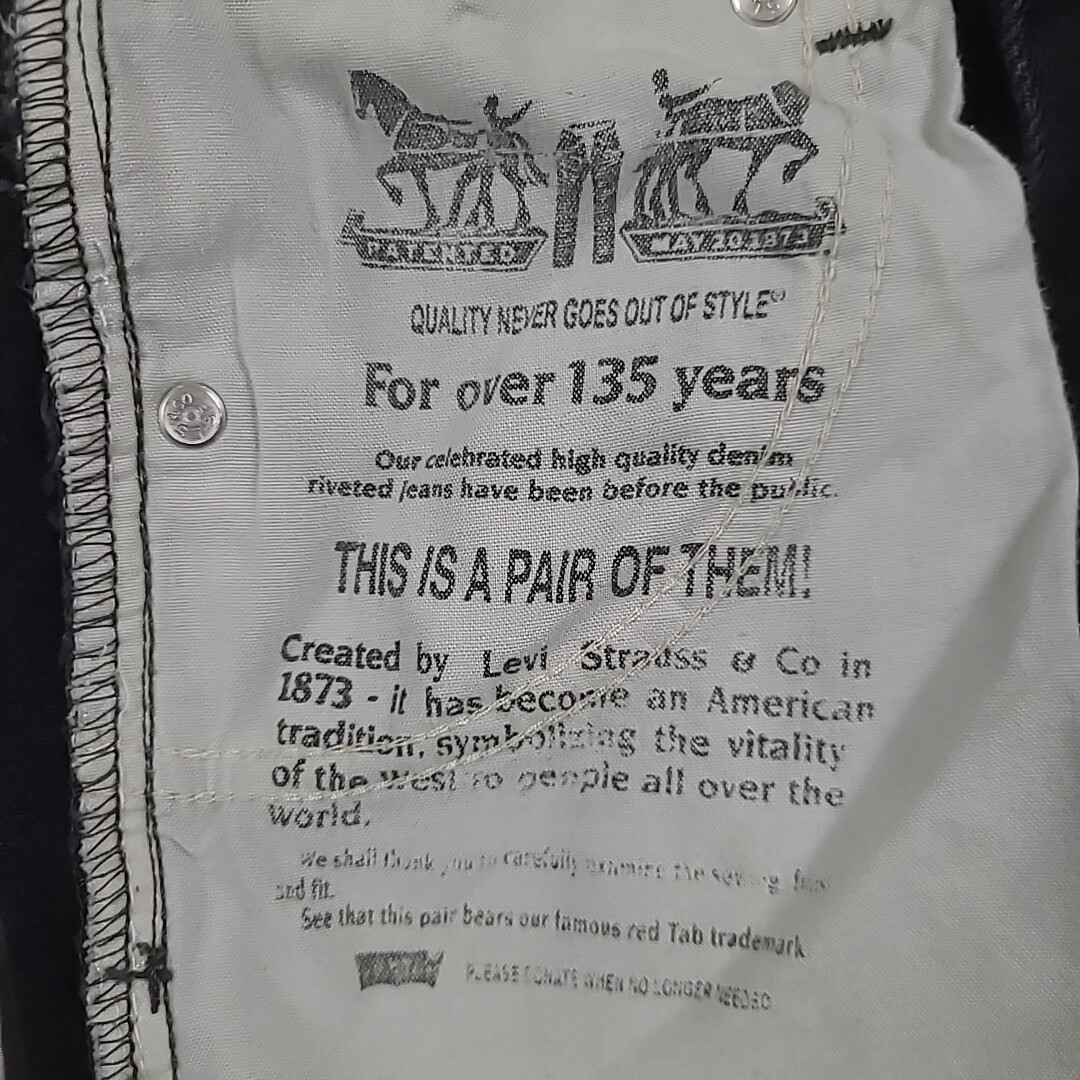 PATENTED MAY 20 1873
QUALITY NEVER GOES OUT OF STYLE®
For over 135 years
Our celebrated high quality denim
riveted jeans have been before the public.
THIS IS A PAIR OF THEM!
Created by Levi Strauss & Co in
1873 - it has become an American
tradition, symbolizing the vitality
of the West to people all over the
world.
We shall thank you to carefully examine the sewing,
and fit.
See that this pair bears our famous red Tab trademark
PLEASE DONATE WHEN NO LONGER NEEDED